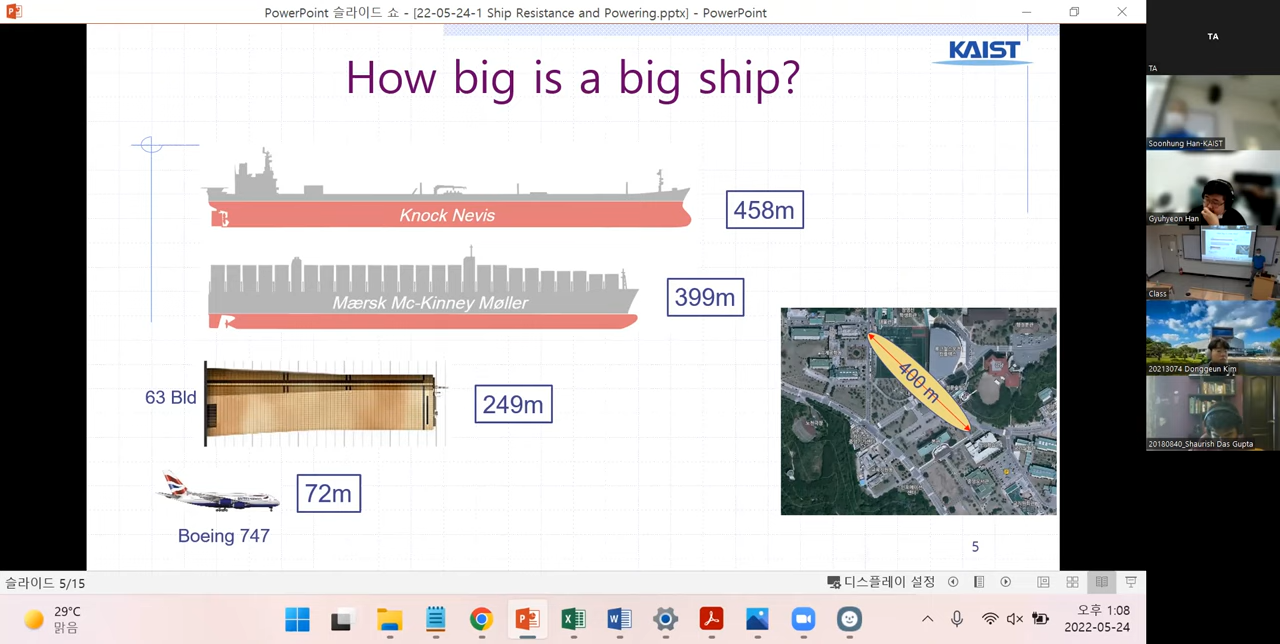 PowerPoint 슬라이드 쇼 - [22-05-24-1 Ship Resistance and Powering.pptx] - PowerPoint
KAIST
How big is a big ship?
Knock Nevis
458m
Mærsk Mc-Kinney Møller
399m
63 Bld
249m
400 m
72m
Boeing 747
5
TA
TA
Soonhung Han-KAIST
Gyuhyeon Han
Class
20213074 Donggeun Kim
20180840_Shaurish Das Gupta
슬라이드 5/15
디스플레이 설정
29°C
맑음
오후 1:08
2022-05-24